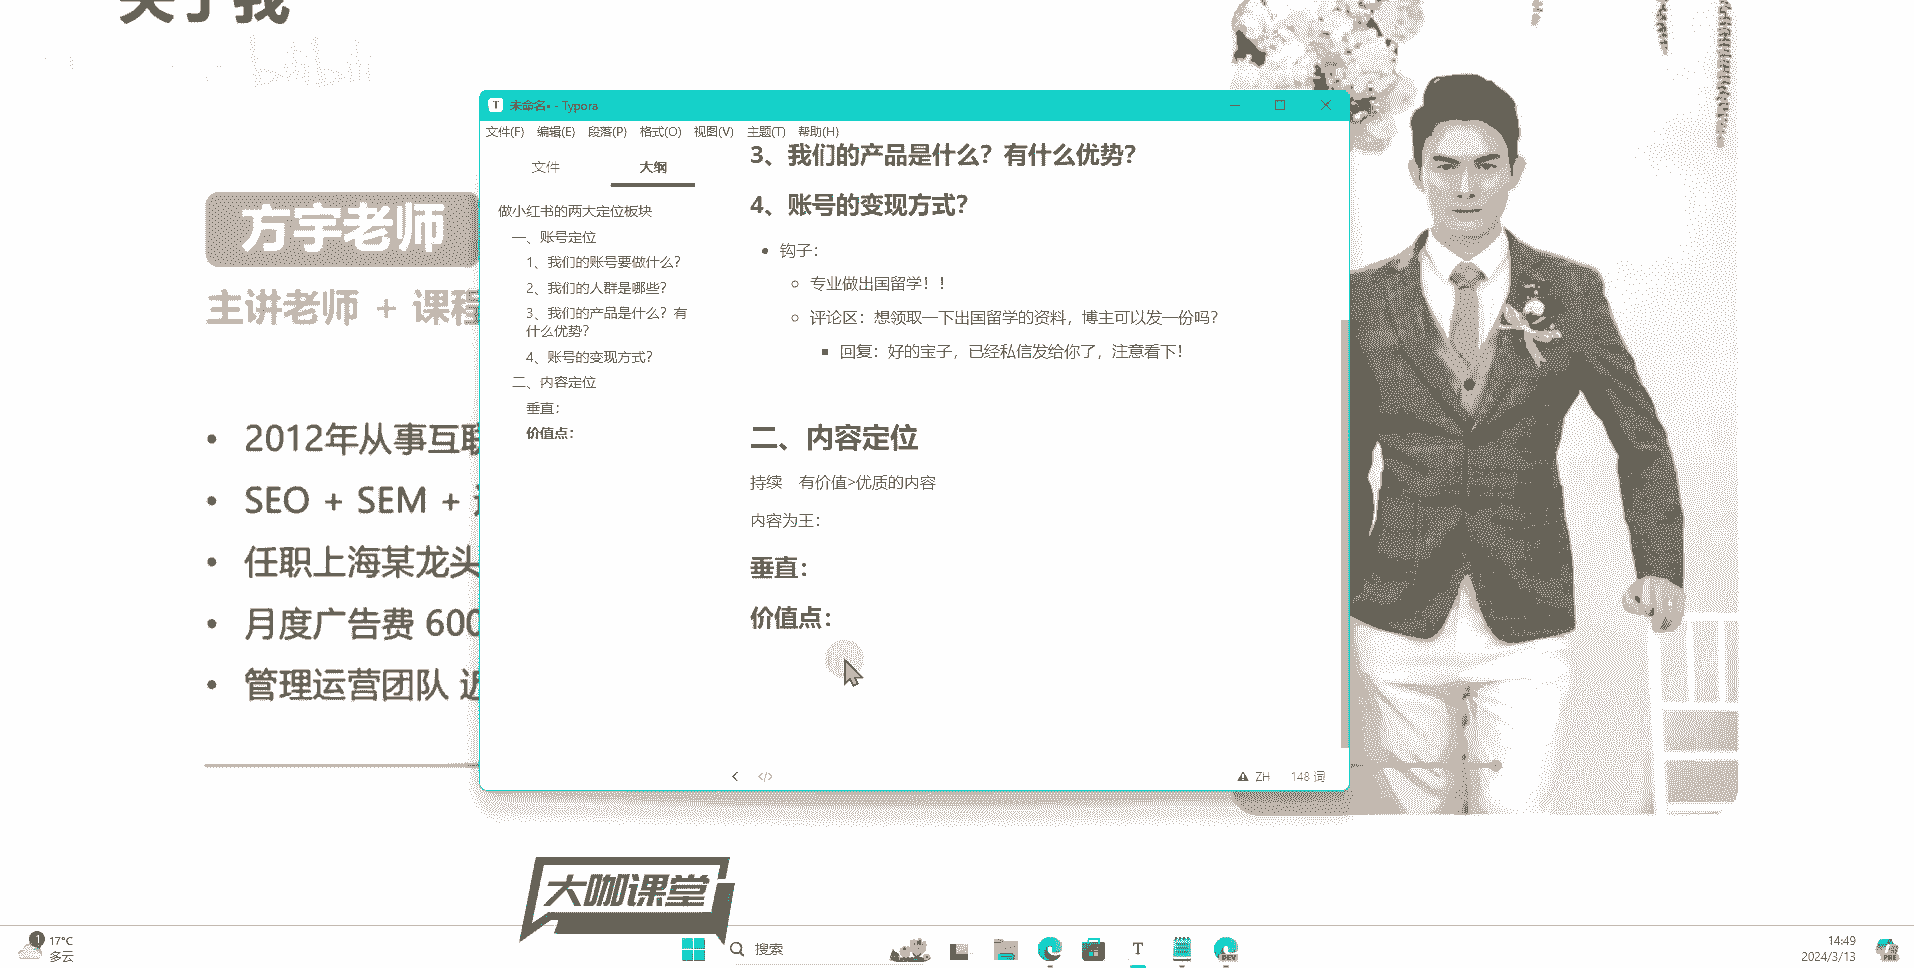 关于我
bilibili
方宇老师
主讲老师 + 课程
• 2012年从事互联
• SEO + SEM +
• 任职上海某龙头
• 月度广告费 600
• 管理运营团队 近
T 未命名• - Typora
文件(F) 编辑(E) 段落(P) 格式(O) 视图(V) 主题(T) 帮助(H)
文件 大纲
做小红书的两大定位板块
一、账号定位
1、我们的账号要做什么？
2、我们的人群是哪些？
3、我们的产品是什么？有
什么优势？
4、账号的变现方式？
二、内容定位
垂直：
价值点：
3、我们的产品是什么？有什么优势？
4、账号的变现方式？
• 钩子：
◦ 专业做出国留学！！
◦ 评论区：想领取一下出国留学的资料，博主可以发一份吗？
▪ 回复：好的宝子，已经私信发给你了，注意看下！
二、内容定位
持续 有价值>优质的内容
内容为王：
垂直：
价值点：
</> ZH 148 词
大咖课堂
1 17°C
多云
搜索
T
DEV
14:49
2024/3/13
PRE